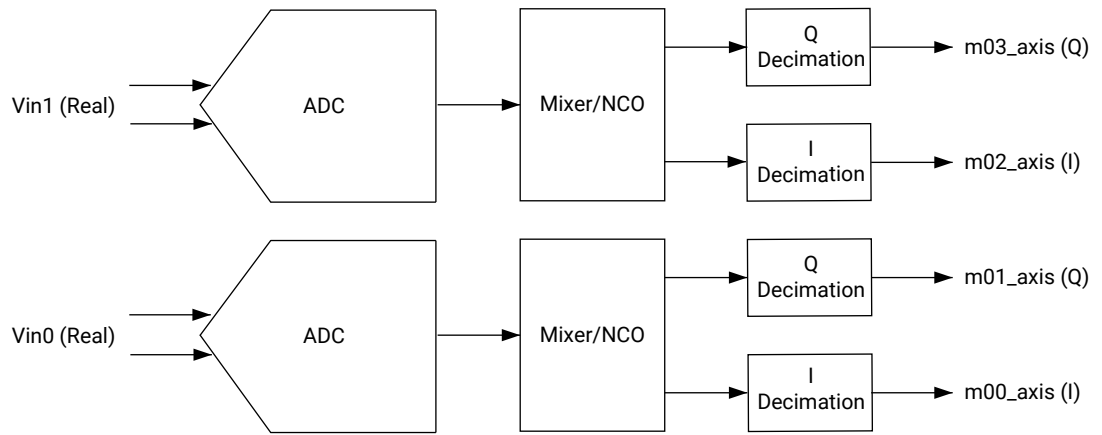 Vin1 (Real)
ADC
Mixer/NCO
Q
Decimation
m03_axis (Q)
I
Decimation
m02_axis (I)
Vin0 (Real)
ADC
Mixer/NCO
Q
Decimation
m01_axis (Q)
I
Decimation
m00_axis (I)